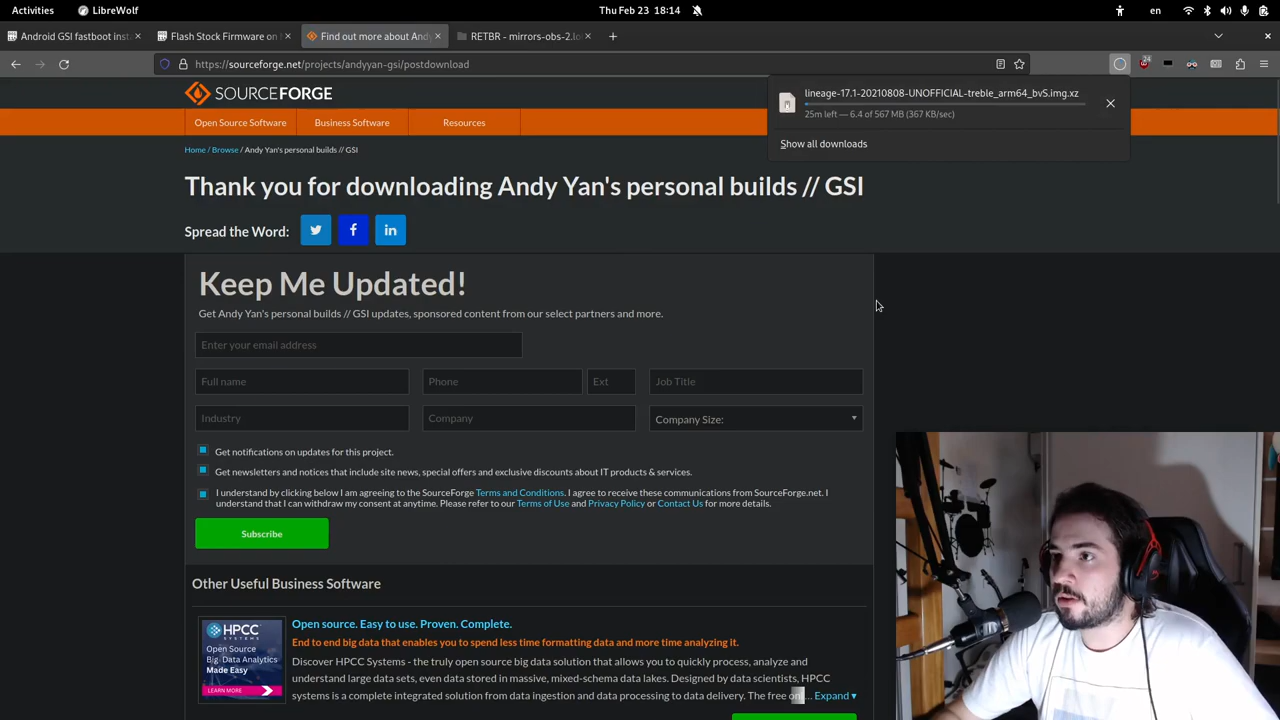 Activities
LibreWolf
Thu Feb 23 18:14
en
Android GSI fastboot inst
Flash Stock Firmware on
Find out more about Andy
RETBR - mirrors-obs-2.lo
https://sourceforge.net/projects/andyyan-gsi/postdownload
24
SOURCEFORGE
Open Source Software
Business Software
Resources
lineage-17.1-20210808-UNOFFICIAL-treble_arm64_bvS.img.xz
25m left — 6.4 of 567 MB (367 KB/sec)
Show all downloads
Home / Browse / Andy Yan's personal builds // GSI
Thank you for downloading Andy Yan's personal builds // GSI
Spread the Word:
Keep Me Updated!
Get Andy Yan's personal builds // GSI updates, sponsored content from our select partners and more.
Enter your email address
Full name
Phone
Ext
Job Title
Industry
Company
Company Size:
Get notifications on updates for this project.
Get newsletters and notices that include site news, special offers and exclusive discounts about IT products & services.
I understand by clicking below I am agreeing to the SourceForge Terms and Conditions. I agree to receive these communications from SourceForge.net. I
understand that I can withdraw my consent at anytime. Please refer to our Terms of Use and Privacy Policy or Contact Us for more details.
Subscribe
Other Useful Business Software
HPCC
SYSTEMS
Open Source
Big Data Analytics
Made Easy
LEARN MORE
Open source. Easy to use. Proven. Complete.
End to end big data that enables you to spend less time formatting data and more time analyzing it.
Discover HPCC Systems - the truly open source big data solution that allows you to quickly process, analyze and
understand large data sets, even data stored in massive, mixed-schema data lakes. Designed by data scientists, HPCC
systems is a complete integrated solution from data ingestion and data processing to data delivery. The free on... Expand